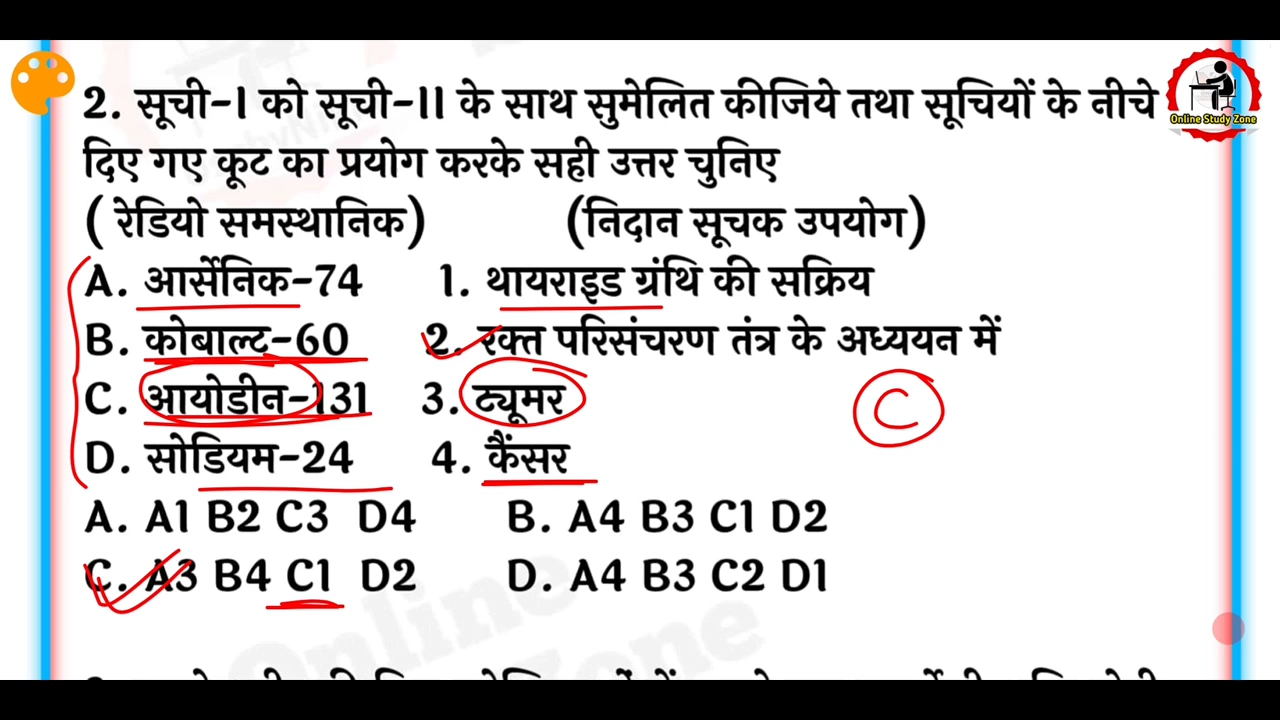 2. सूची-I को सूची-II के साथ सुमेलित कीजिये तथा सूचियों के नीचे
Online Study Zone
दिए गए कूट का प्रयोग करके सही उत्तर चुनिए
( रेडियो समस्थानिक) (निदान सूचक उपयोग)
A. आर्सेनिक-74 1. थायराइड ग्रंथि की सक्रिय
B. कोबाल्ट-60 2. रक्त परिसंचरण तंत्र के अध्ययन में
C. आयोडीन-131 3. ट्यूमर
C
D. सोडियम-24 4. कैंसर
A. A1 B2 C3 D4 B. A4 B3 C1 D2
C. A3 B4 C1 D2 D. A4 B3 C2 D1
Online
Zone